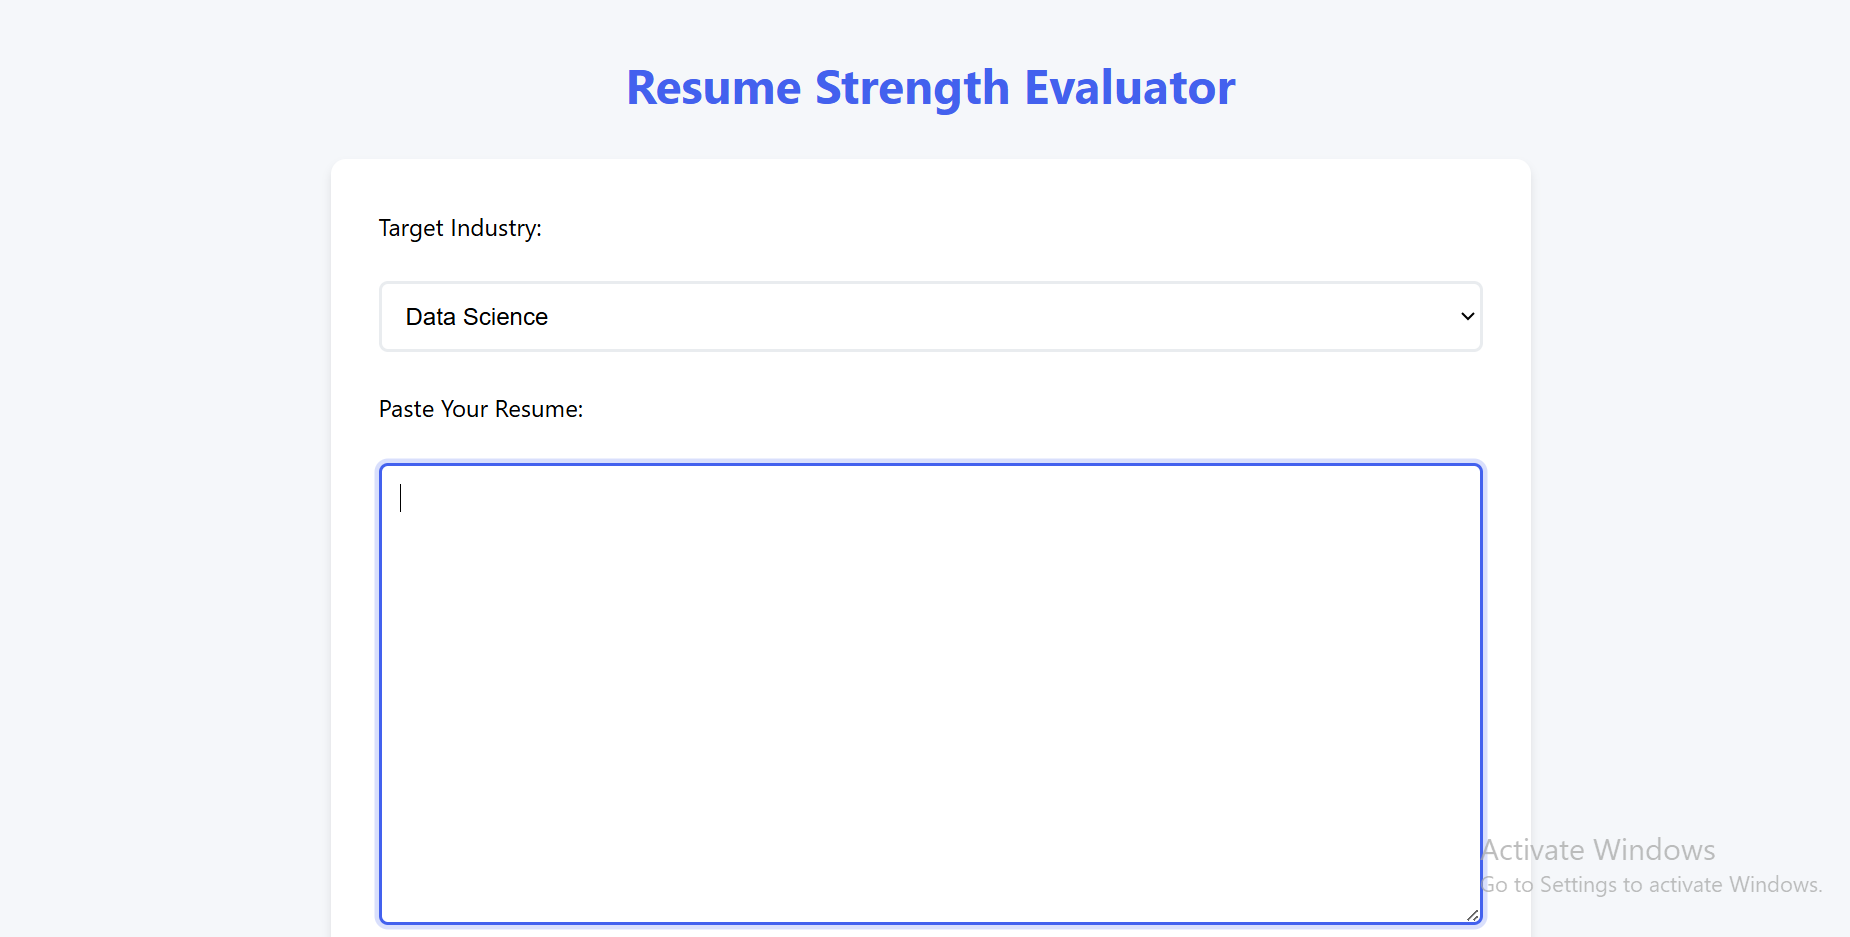 Resume Strength Evaluator
Target Industry:
Data Science
Paste Your Resume:
Activate Windows
Go to Settings to activate Windows.